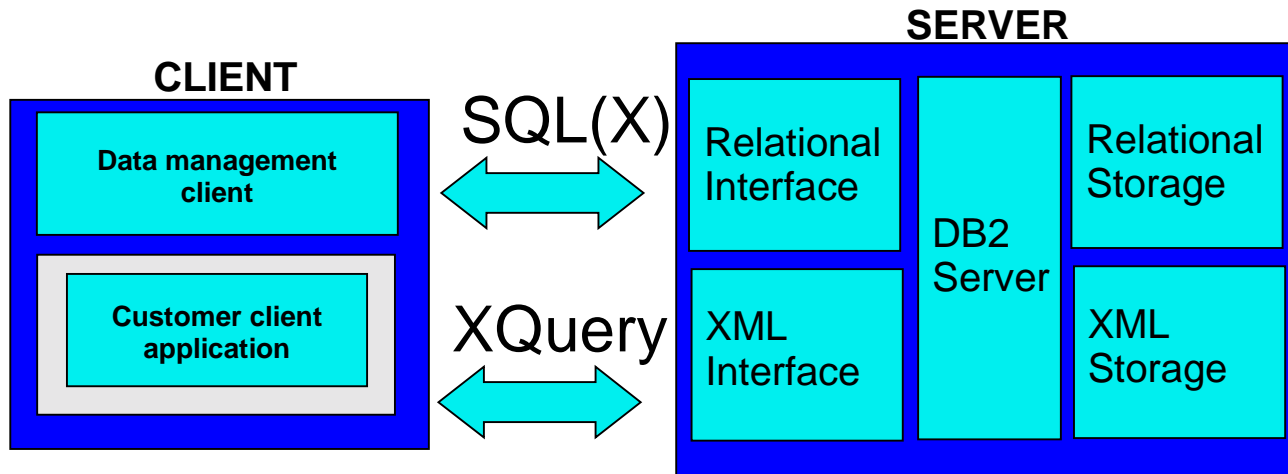 SERVER
CLIENT
Data management
client
Customer client
application
SQL(X)
XQuery
Relational
Interface
XML
Interface
DB2
Server
Relational
Storage
XML
Storage